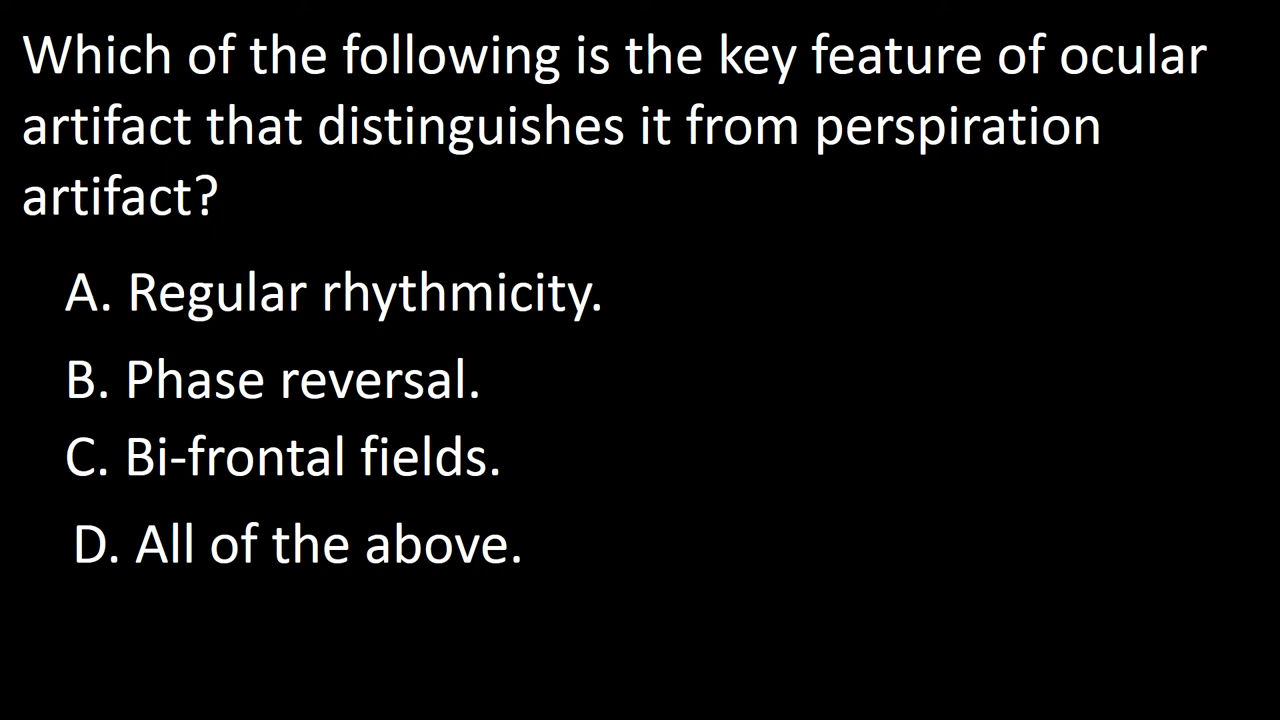 Which of the following is the key feature of ocular
artifact that distinguishes it from perspiration
artifact?
A. Regular rhythmicity.
B. Phase reversal.
C. Bi-frontal fields.
D. All of the above.